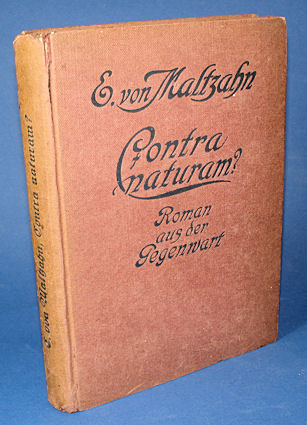 E. von Maltzahn
Contra
naturam?
Roman
aus der
Gegenwart
E. von Maltzahn, Contra naturam?